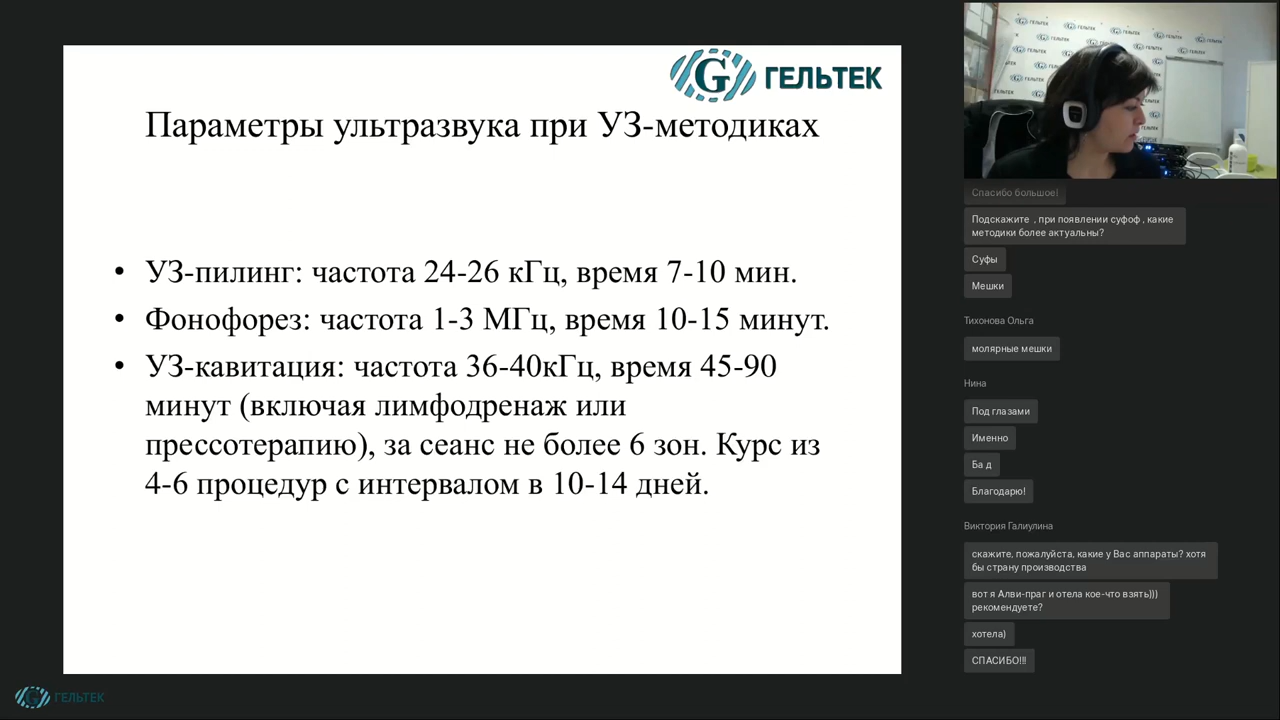 ГЕЛЬТЕК
Параметры ультразвука при УЗ-методиках
• УЗ-пилинг: частота 24-26 кГц, время 7-10 мин.
• Фонофорез: частота 1-3 МГц, время 10-15 минут.
• УЗ-кавитация: частота 36-40кГц, время 45-90
минут (включая лимфодренаж или
прессотерапию), за сеанс не более 6 зон. Курс из
4-6 процедур с интервалом в 10-14 дней.
ГЕЛЬТЕК
Спасибо большое!
Подскажите , при появлении суфоф , какие
методики более актуальны?
Суфы
Мешки
Тихонова Ольга
молярные мешки
Нина
Под глазами
Именно
Ба д
Благодарю!
Виктория Галиулина
скажите, пожалуйста, какие у Вас аппараты? хотя
бы страну производства
вот я Алви-праг и отела кое-что взять)))
рекомендуете?
хотела)
СПАСИБО!!!